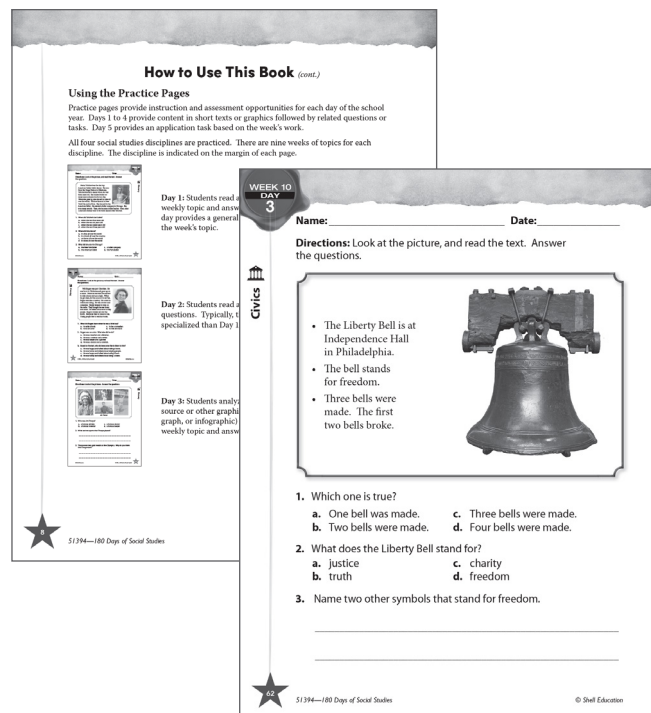 How to Use This Book (cont.)
Using the Practice Pages
Practice pages provide instruction and assessment opportunities for each day of the school
year. Days 1 to 4 provide content in short texts or graphics followed by related questions or
tasks. Day 5 provides an application task based on the week's work.
All four social studies disciplines are practiced. There are nine weeks of topics for each
discipline. The discipline is indicated on the margin of each page.
Day 1: Students read a
weekly topic and answ
day provides a general
the week's topic.
Day 2: Students read a
questions. Typically, t
specialized than Day 1
Day 3: Students analyz
source or other graphi
graph, or infographic)
weekly topic and answ
8
51394—180 Days of Social Studies
WEEK 10
DAY
3
Name: Date:
Directions: Look at the picture, and read the text. Answer
the questions.
Civics
• The Liberty Bell is at
Independence Hall
in Philadelphia.
• The bell stands
for freedom.
• Three bells were
made. The first
two bells broke.
1. Which one is true?
a. One bell was made. c. Three bells were made.
b. Two bells were made. d. Four bells were made.
2. What does the Liberty Bell stand for?
a. justice c. charity
b. truth d. freedom
3. Name two other symbols that stand for freedom.
62
51394—180 Days of Social Studies © Shell Education